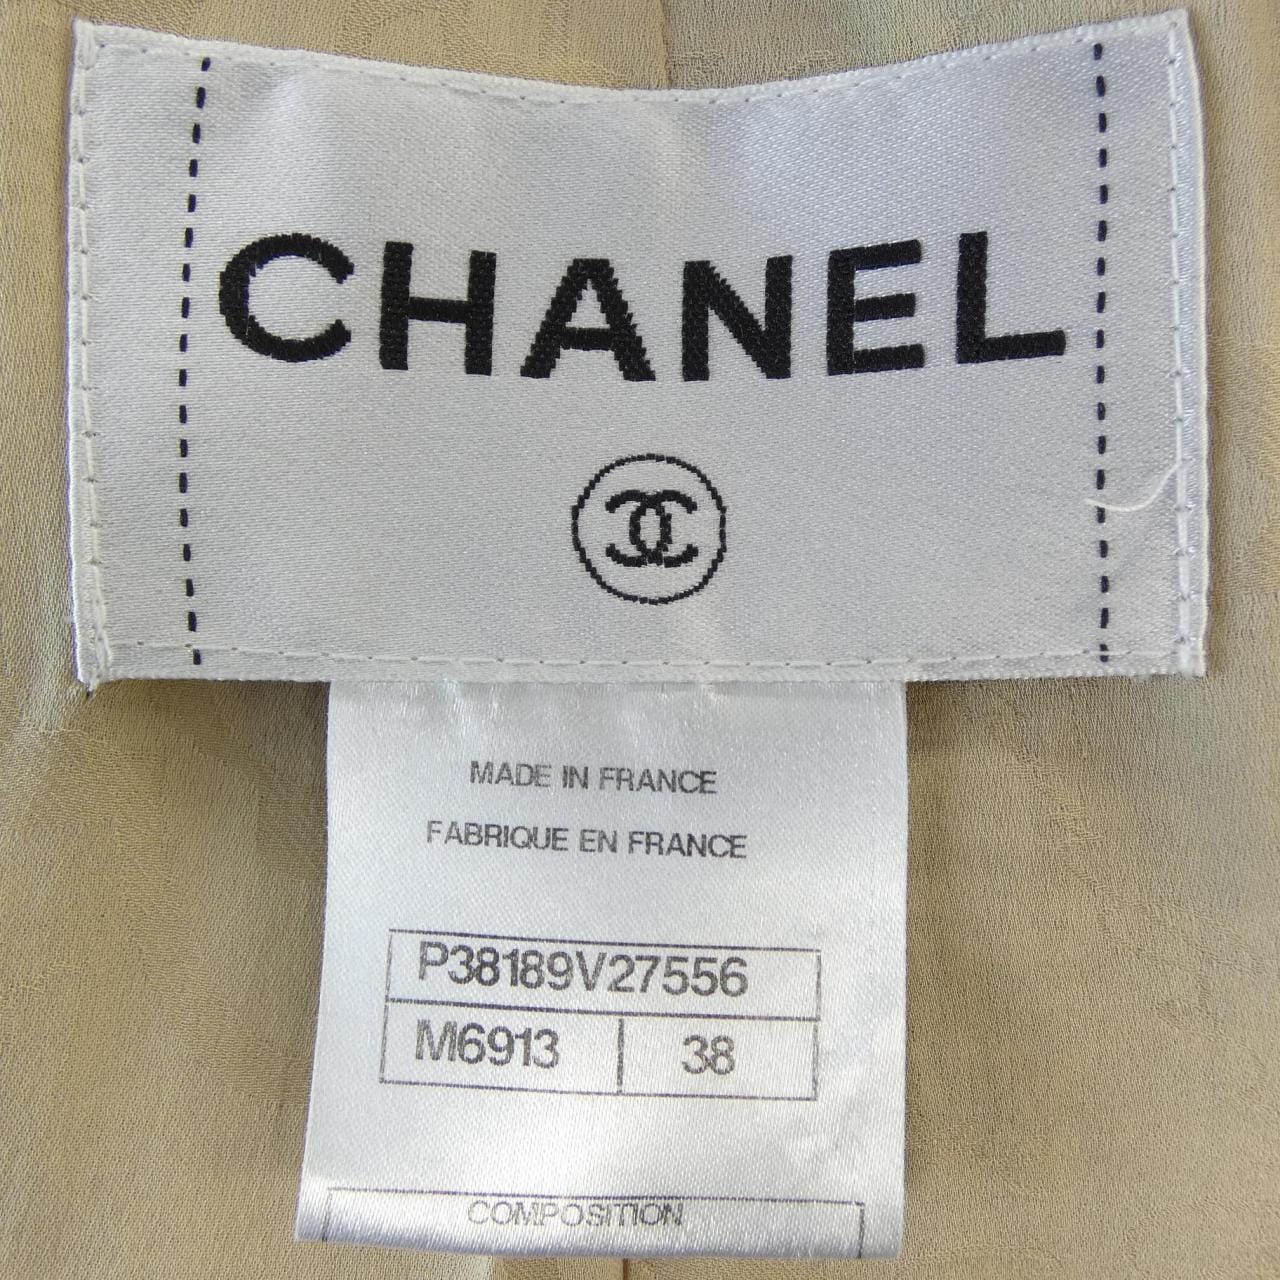 CHANEL
MADE IN FRANCE
FABRIQUE EN FRANCE
P38189V27556
M6913 38
COMPOSITION